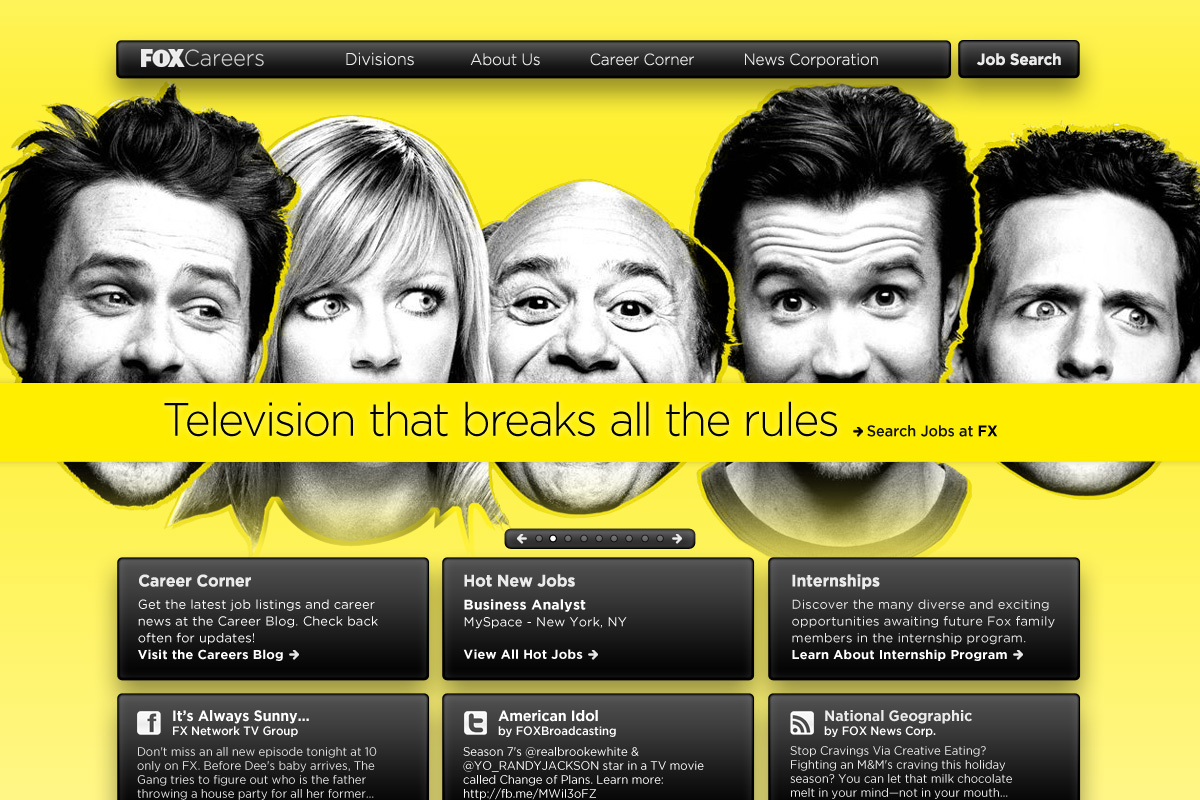 FOXCareers
Divisions
About Us
Career Corner
News Corporation
Job Search
Television that breaks all the rules
Search Jobs at FX
Career Corner
Get the latest job listings and career
news at the Career Blog. Check back
often for updates!
Visit the Careers Blog
Hot New Jobs
Business Analyst
MySpace - New York, NY
View All Hot Jobs
Internships
Discover the many diverse and exciting
opportunities awaiting future Fox family
members in the internship program.
Learn About Internship Program
It's Always Sunny...
FX Network TV Group
Don't miss an all new episode tonight at 10
only on FX. Before Dee's baby arrives, The
Gang tries to figure out who is the father
throwing a house party for all her former...
American Idol
by FOXBroadcasting
Season 7's @realbrookewhite &
@YO_RANDYJACKSON star in a TV movie
called Change of Plans. Learn more:
http://fb.me/MWiI3oFZ
National Geographic
by FOX News Corp.
Stop Cravings Via Creative Eating?
Fighting an M&M's craving this holiday
season? You can let that milk chocolate
melt in your mind—not in your mouth...